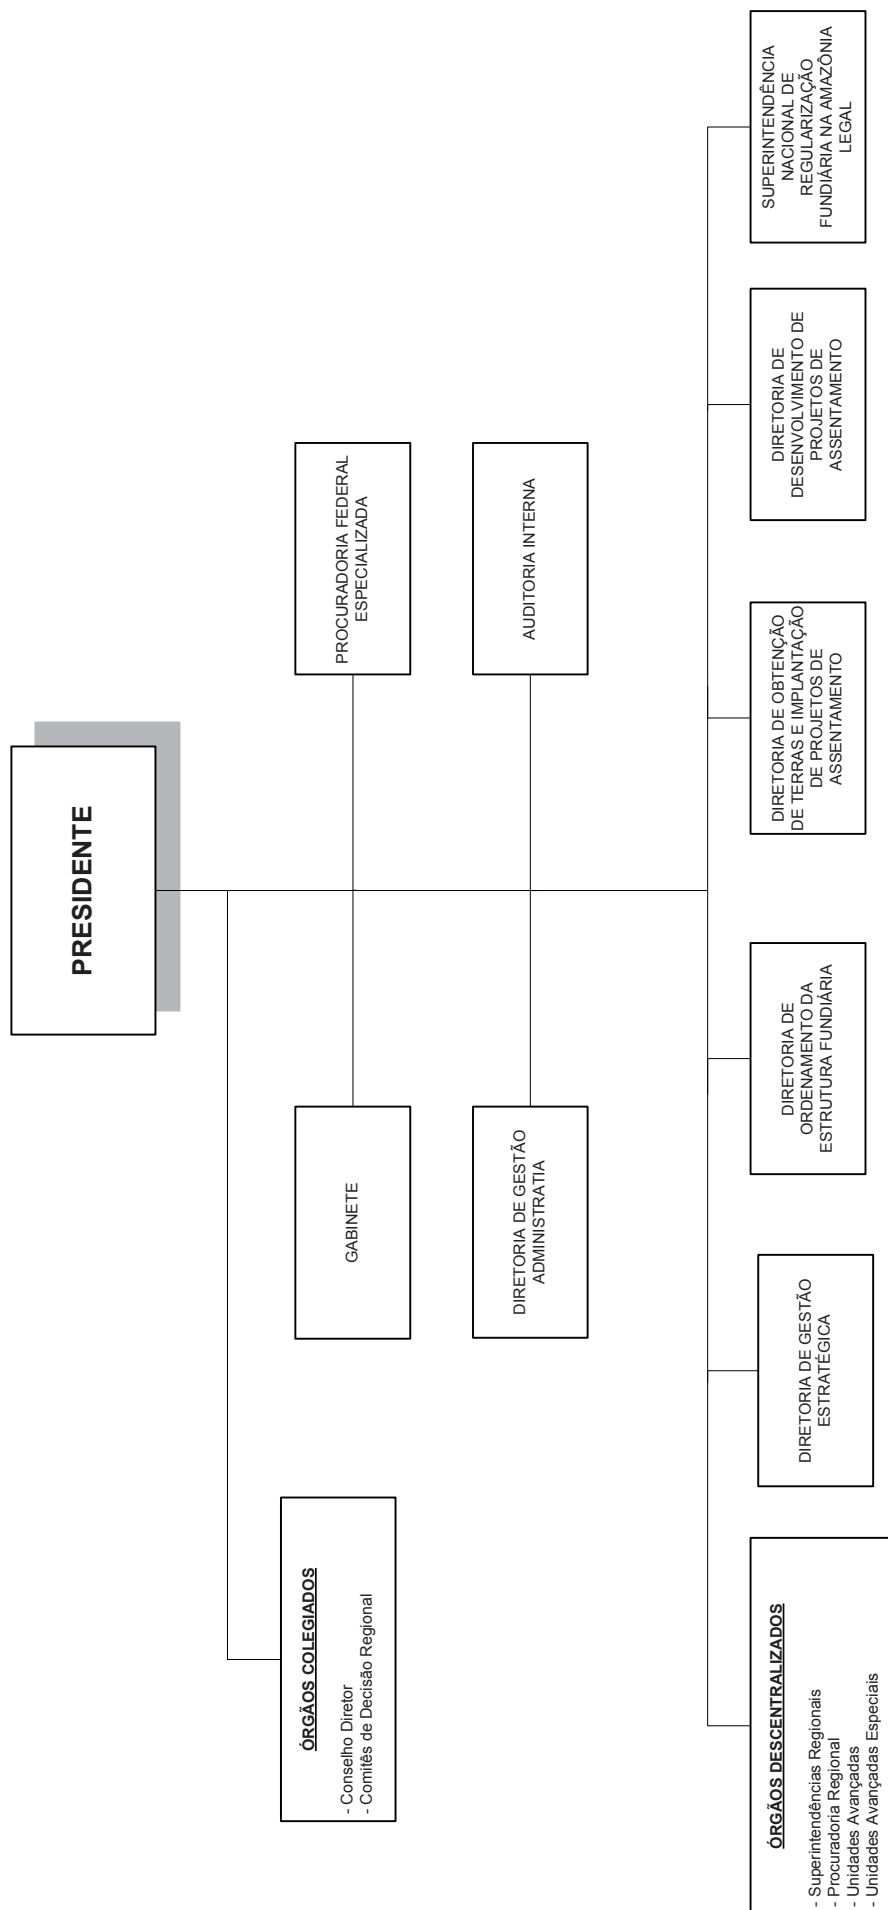 PRESIDENTE
ÓRGÃOS COLEGIADOS
- Conselho Diretor
- Comitês de Decisão Regional
GABINETE
PROCURADORIA FEDERAL
ESPECIALIZADA
DIRETORIA DE GESTÃO
ADMINISTRATIA
AUDITORIA INTERNA
ÓRGÃOS DESCENTRALIZADOS
- Superintendências Regionais
- Procuradoria Regional
- Unidades Avançadas
- Unidades Avançadas Especiais
DIRETORIA DE GESTÃO
ESTRATÉGICA
DIRETORIA DE
ORDENAMENTO DA
ESTRUTURA FUNDIÁRIA
DIRETORIA DE OBTENÇÃO
DE TERRAS E IMPLANTAÇÃO
DE PROJETOS DE
ASSENTAMENTO
DIRETORIA DE
DESENVOLVIMENTO DE
PROJETOS DE
ASSENTAMENTO
SUPERINTENDÊNCIA
NACIONAL DE
REGULARIZAÇÃO
FUNDIÁRIA NA AMAZÔNIA
LEGAL